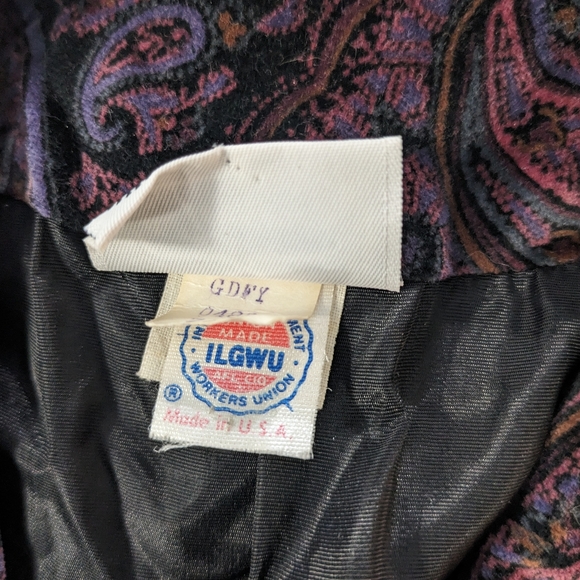 GDFY
MADE
ILGWU
AFL-CIO
WORKERS UNION
®
Made in U.S.A.